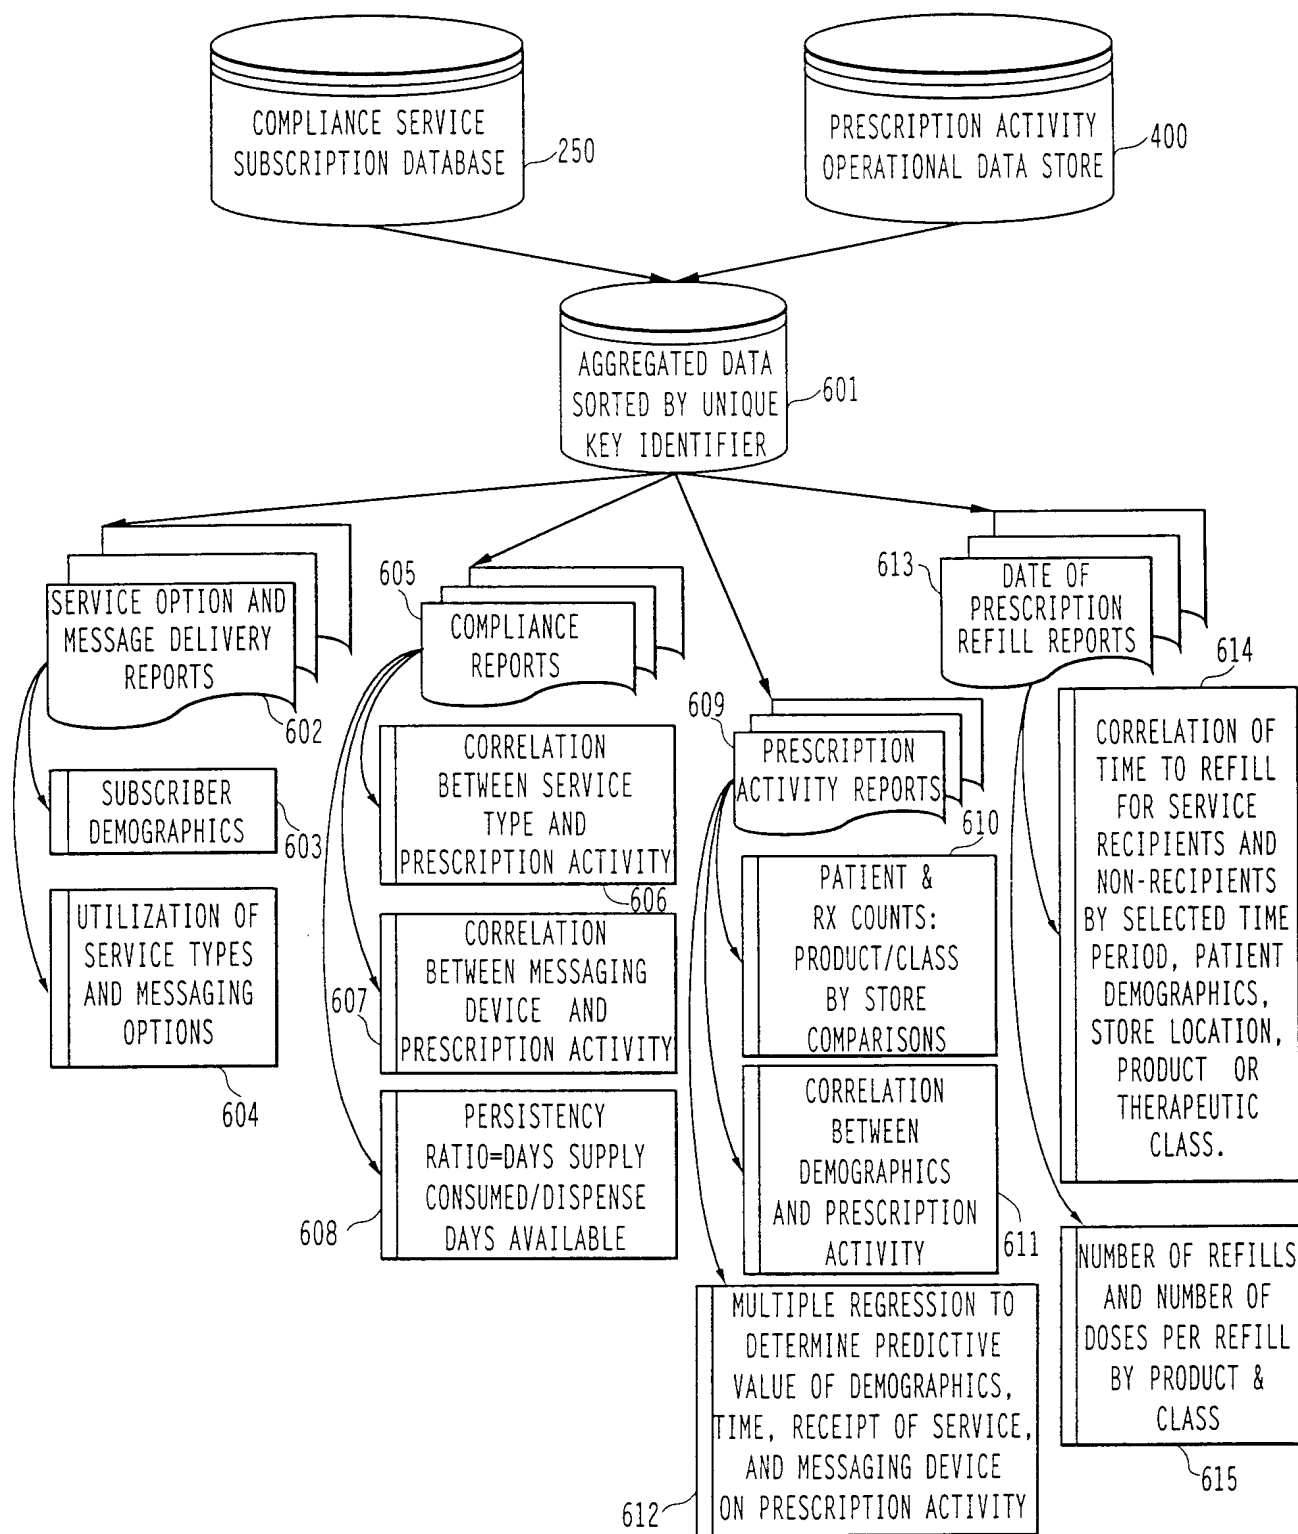 COMPLIANCE SERVICE
SUBSCRIPTION DATABASE
250
PRESCRIPTION ACTIVITY
OPERATIONAL DATA STORE
400
AGGREGATED DATA
SORTED BY UNIQUE
KEY IDENTIFIER
601
SERVICE OPTION AND
MESSAGE DELIVERY
REPORTS
602
SUBSCRIBER
DEMOGRAPHICS
603
UTILIZATION OF
SERVICE TYPES
AND MESSAGING
OPTIONS
604
605
COMPLIANCE
REPORTS
CORRELATION
BETWEEN SERVICE
TYPE AND
PRESCRIPTION ACTIVITY
606
CORRELATION
BETWEEN MESSAGING
DEVICE AND
PRESCRIPTION ACTIVITY
607
PERSISTENCY
RATIO=DAYS SUPPLY
CONSUMED/DISPENSE
DAYS AVAILABLE
608
609
PRESCRIPTION
ACTIVITY REPORTS
610
PATIENT &
RX COUNTS:
PRODUCT/CLASS
BY STORE
COMPARISONS
CORRELATION
BETWEEN
DEMOGRAPHICS
AND PRESCRIPTION
ACTIVITY
611
MULTIPLE REGRESSION TO
DETERMINE PREDICTIVE
VALUE OF DEMOGRAPHICS,
TIME, RECEIPT OF SERVICE,
AND MESSAGING DEVICE
ON PRESCRIPTION ACTIVITY
612
613
DATE OF
PRESCRIPTION
REFILL REPORTS
614
CORRELATION OF
TIME TO REFILL
FOR SERVICE
RECIPIENTS AND
NON-RECIPIENTS
BY SELECTED TIME
PERIOD, PATIENT
DEMOGRAPHICS,
STORE LOCATION,
PRODUCT OR
THERAPEUTIC
CLASS.
NUMBER OF REFILLS
AND NUMBER OF
DOSES PER REFILL
BY PRODUCT &
CLASS
615